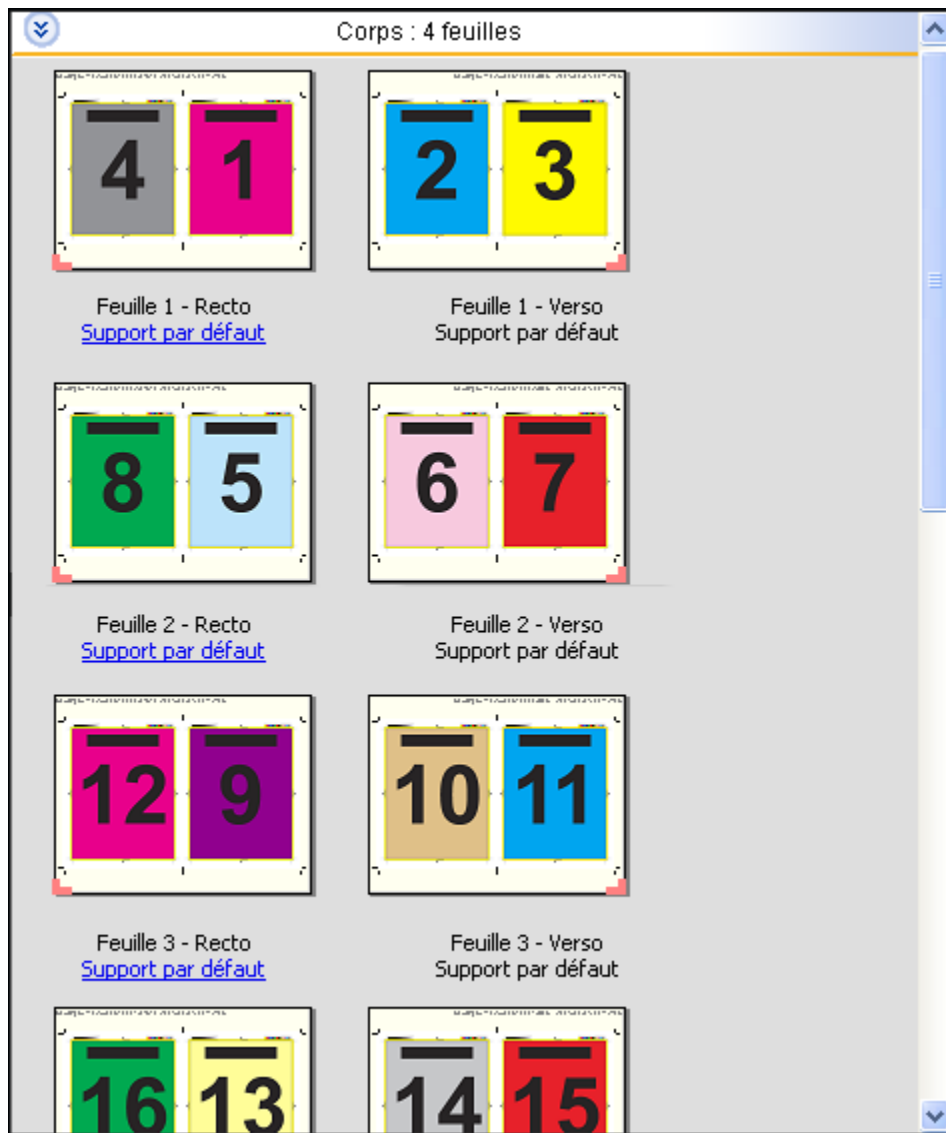 Corps : 4 feuilles
4 1 2 3
Feuille 1 - Recto Feuille 1 - Verso
Support par défaut Support par défaut
8 5 6 7
Feuille 2 - Recto Feuille 2 - Verso
Support par défaut Support par défaut
12 9 10 11
Feuille 3 - Recto Feuille 3 - Verso
Support par défaut Support par défaut
16 13 14 15